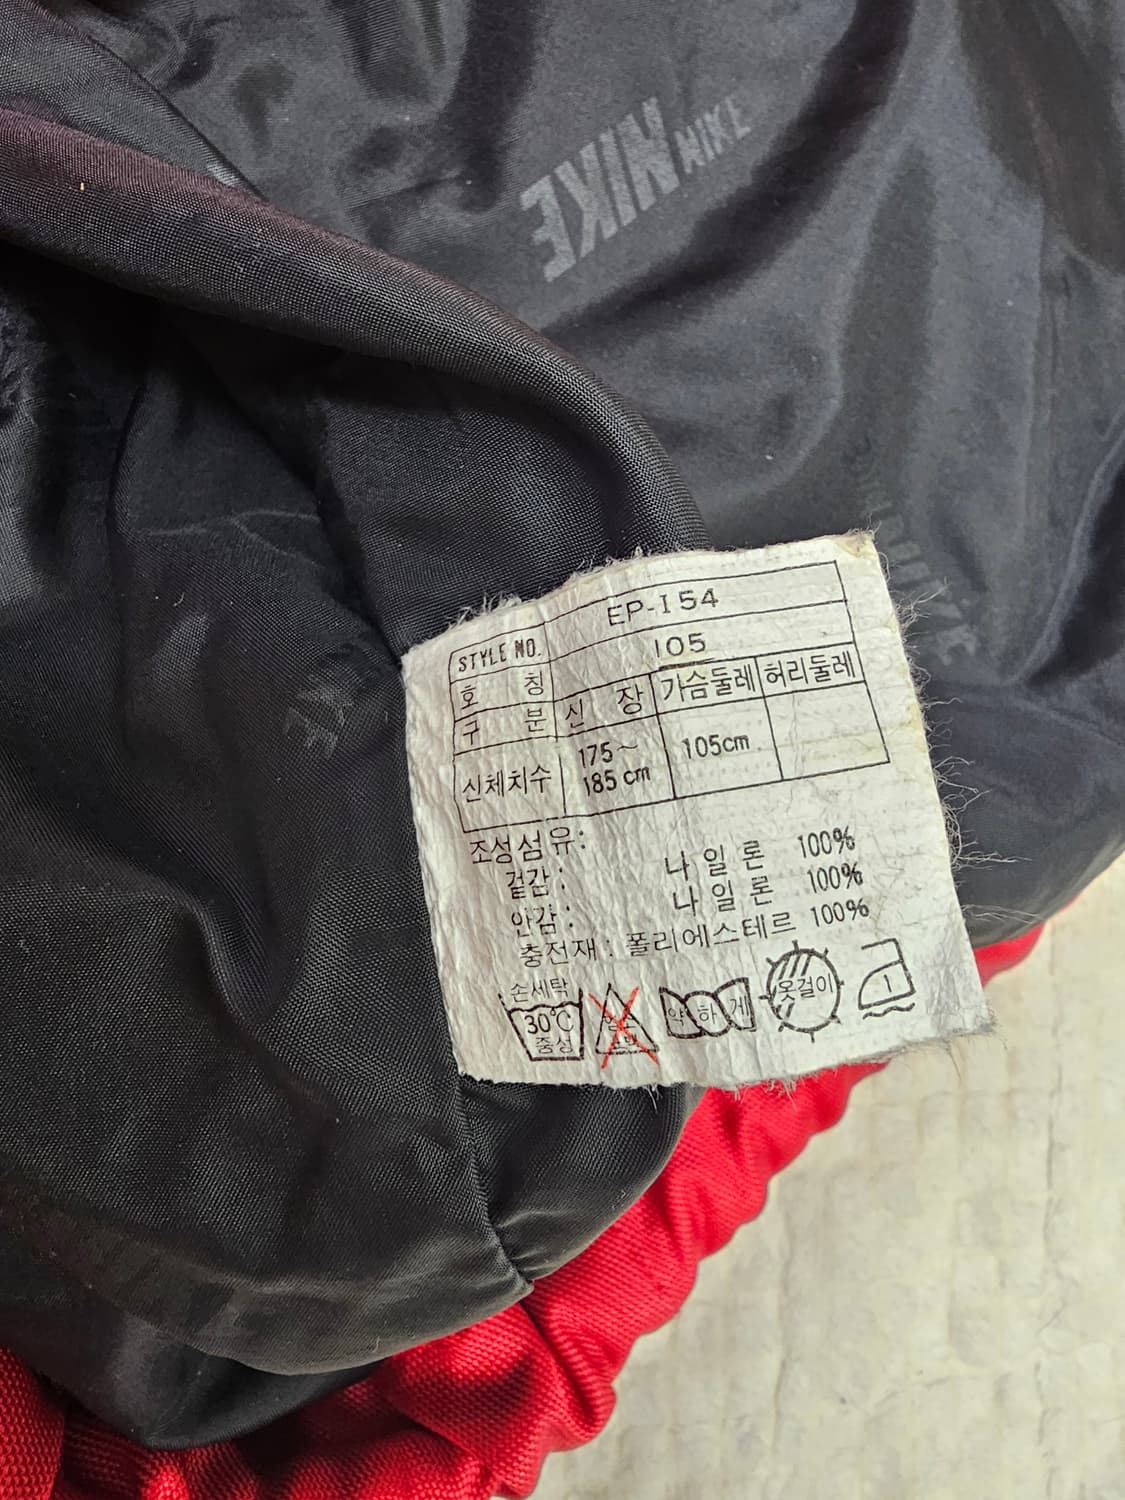 NIKE
NIKE
STYLE NO. EP-154
호 칭 105
구 분 신 장 가슴둘레 허리둘레
신체치수 175~185cm 105cm
조성섬유:
겉감: 나 일 론 100%
안감: 나 일 론 100%
충전재: 폴리에스테르 100%
손세탁
30℃ 중성 약하게 옷걸이 1